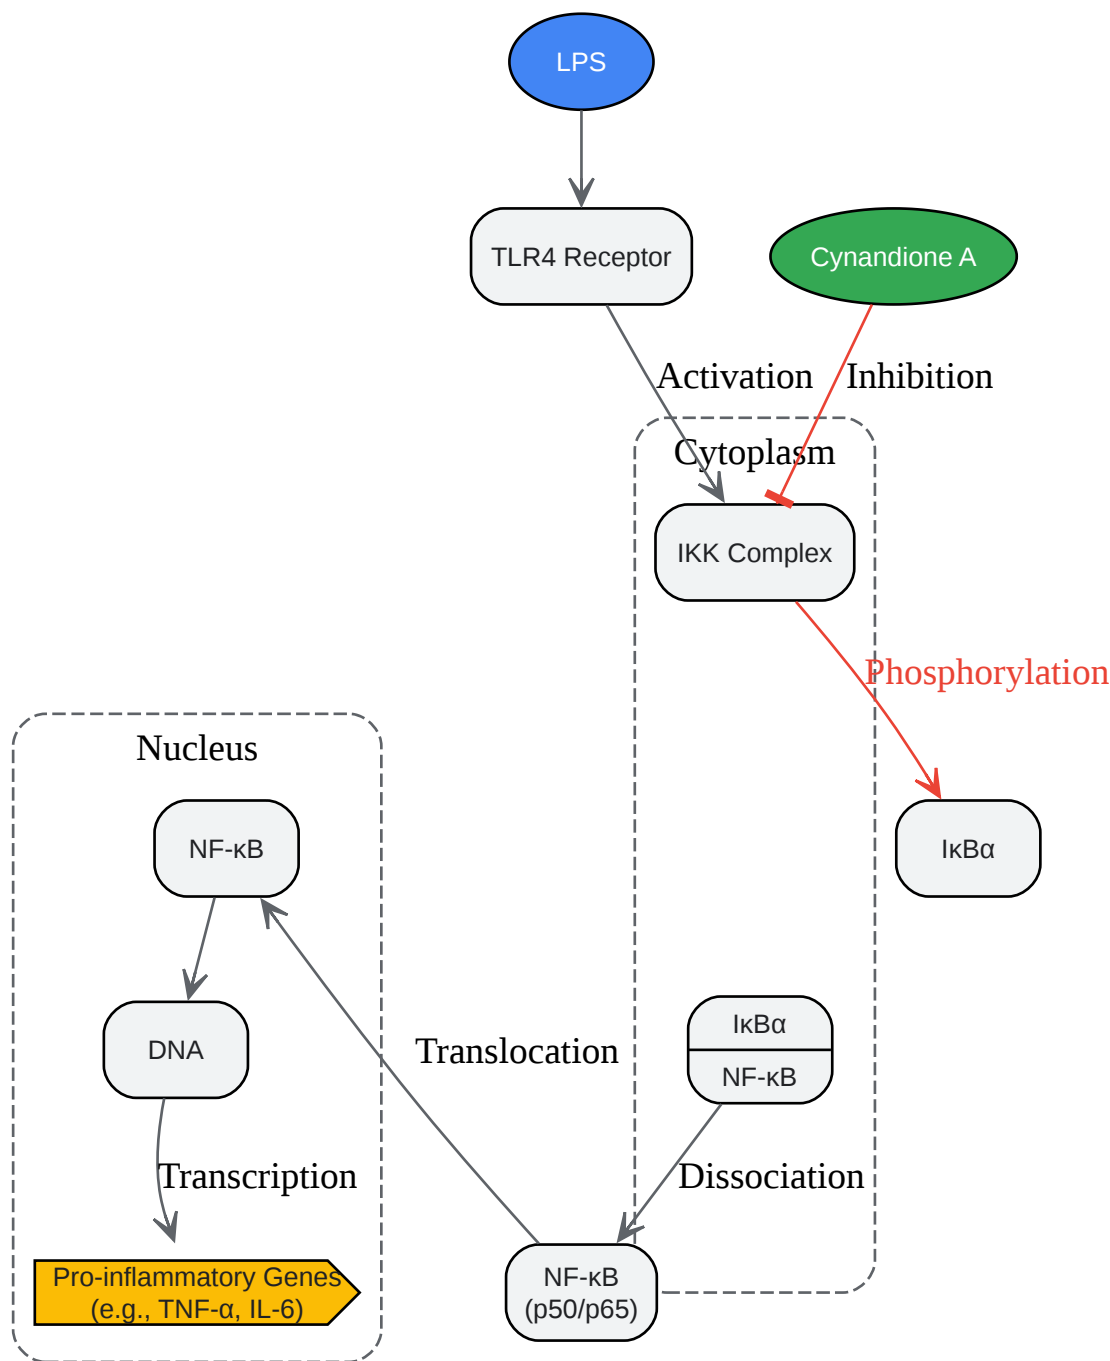 LPS
TLR4 Receptor
Cynandione A
Activation
Inhibition
Cytoplasm
IKK Complex
Phosphorylation
Nucleus
NF-κB
IκBα
IκBα
NF-κB
DNA
Translocation
Transcription
Dissociation
Pro-inflammatory Genes
(e.g., TNF-α, IL-6)
NF-κB
(p50/p65)